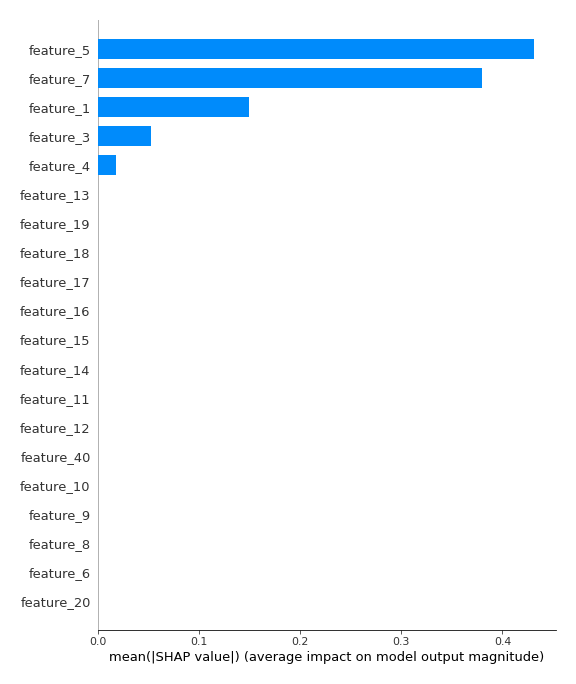 feature_5
feature_7
feature_1
feature_3
feature_4
feature_13
feature_19
feature_18
feature_17
feature_16
feature_15
feature_14
feature_11
feature_12
feature_40
feature_10
feature_9
feature_8
feature_6
feature_20
0.0 0.1 0.2 0.3 0.4
mean(|SHAP value|) (average impact on model output magnitude)